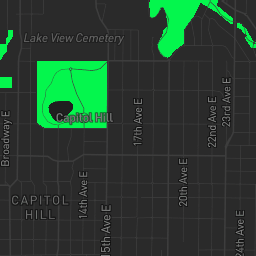 Lake View Cemetery
Capitol Hill
Broadway E
17th Ave E
22nd Ave E
23rd Ave E
20th Ave E
14th Ave E
15th Ave E
24th Ave E
CAPITOL
HILL